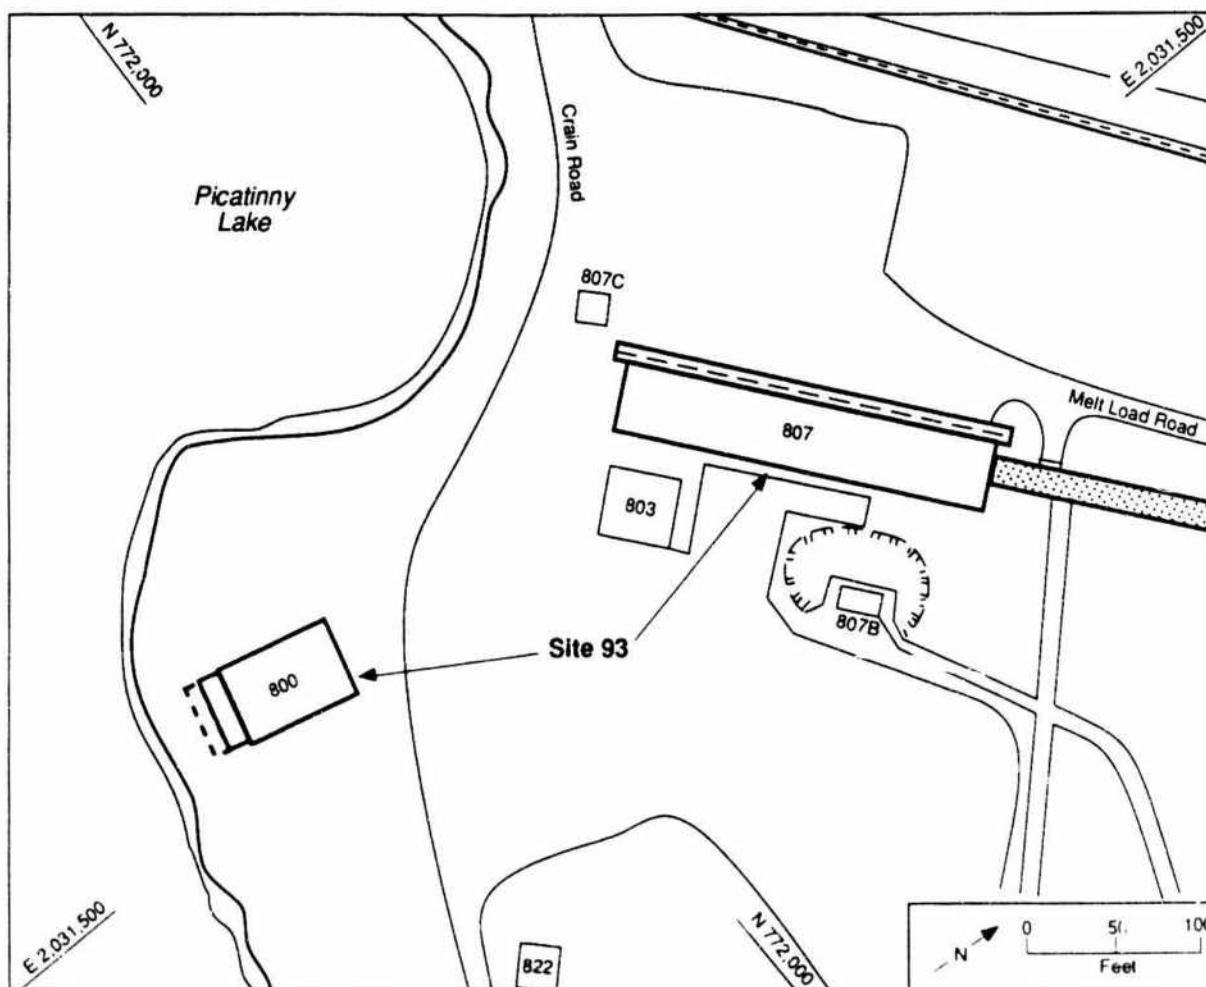 N 772,000
E 2,031,500
Crain Road
Picatinny
Lake
807C
Melt Load Road
807
803
807B
Site 93
800
E 2,031,500
N 772,000
822
N
0
100
Feet